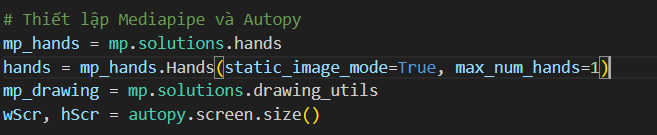 # Thiết lập Mediapipe và Autopy
mp_hands = mp.solutions.hands
hands = mp_hands.Hands(static_image_mode=True, max_num_hands=1)
mp_drawing = mp.solutions.drawing_utils
wScr, hScr = autopy.screen.size()